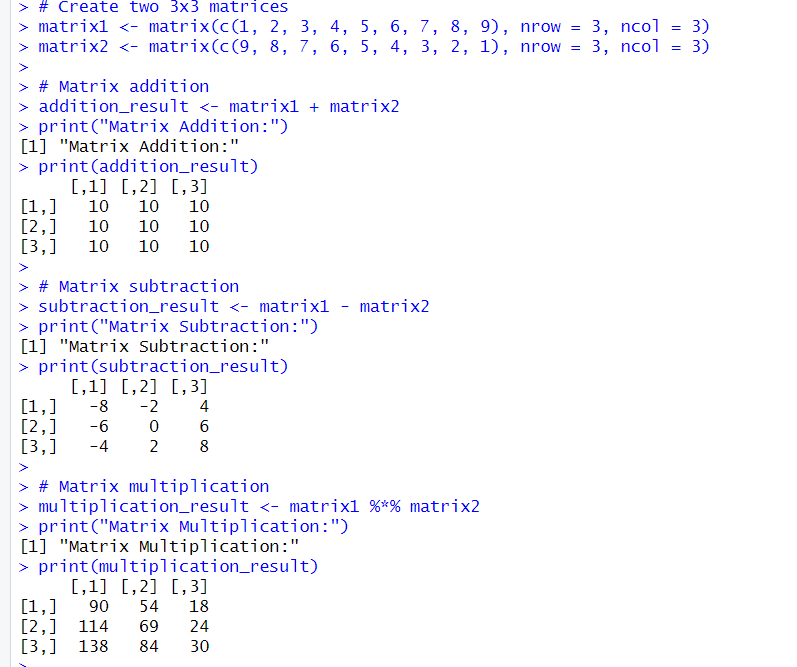 > # Create two 3x3 matrices
> matrix1 <- matrix(c(1, 2, 3, 4, 5, 6, 7, 8, 9), nrow = 3, ncol = 3)
> matrix2 <- matrix(c(9, 8, 7, 6, 5, 4, 3, 2, 1), nrow = 3, ncol = 3)
>
> # Matrix addition
> addition_result <- matrix1 + matrix2
> print("Matrix Addition:")
[1] "Matrix Addition:"
> print(addition_result)
     [,1] [,2] [,3]
[1,]   10   10   10
[2,]   10   10   10
[3,]   10   10   10
>
> # Matrix subtraction
> subtraction_result <- matrix1 - matrix2
> print("Matrix Subtraction:")
[1] "Matrix Subtraction:"
> print(subtraction_result)
     [,1] [,2] [,3]
[1,]   -8   -2    4
[2,]   -6    0    6
[3,]   -4    2    8
>
> # Matrix multiplication
> multiplication_result <- matrix1 %*% matrix2
> print("Matrix Multiplication:")
[1] "Matrix Multiplication:"
> print(multiplication_result)
     [,1] [,2] [,3]
[1,]   90   54   18
[2,]  114   69   24
[3,]  138   84   30
>